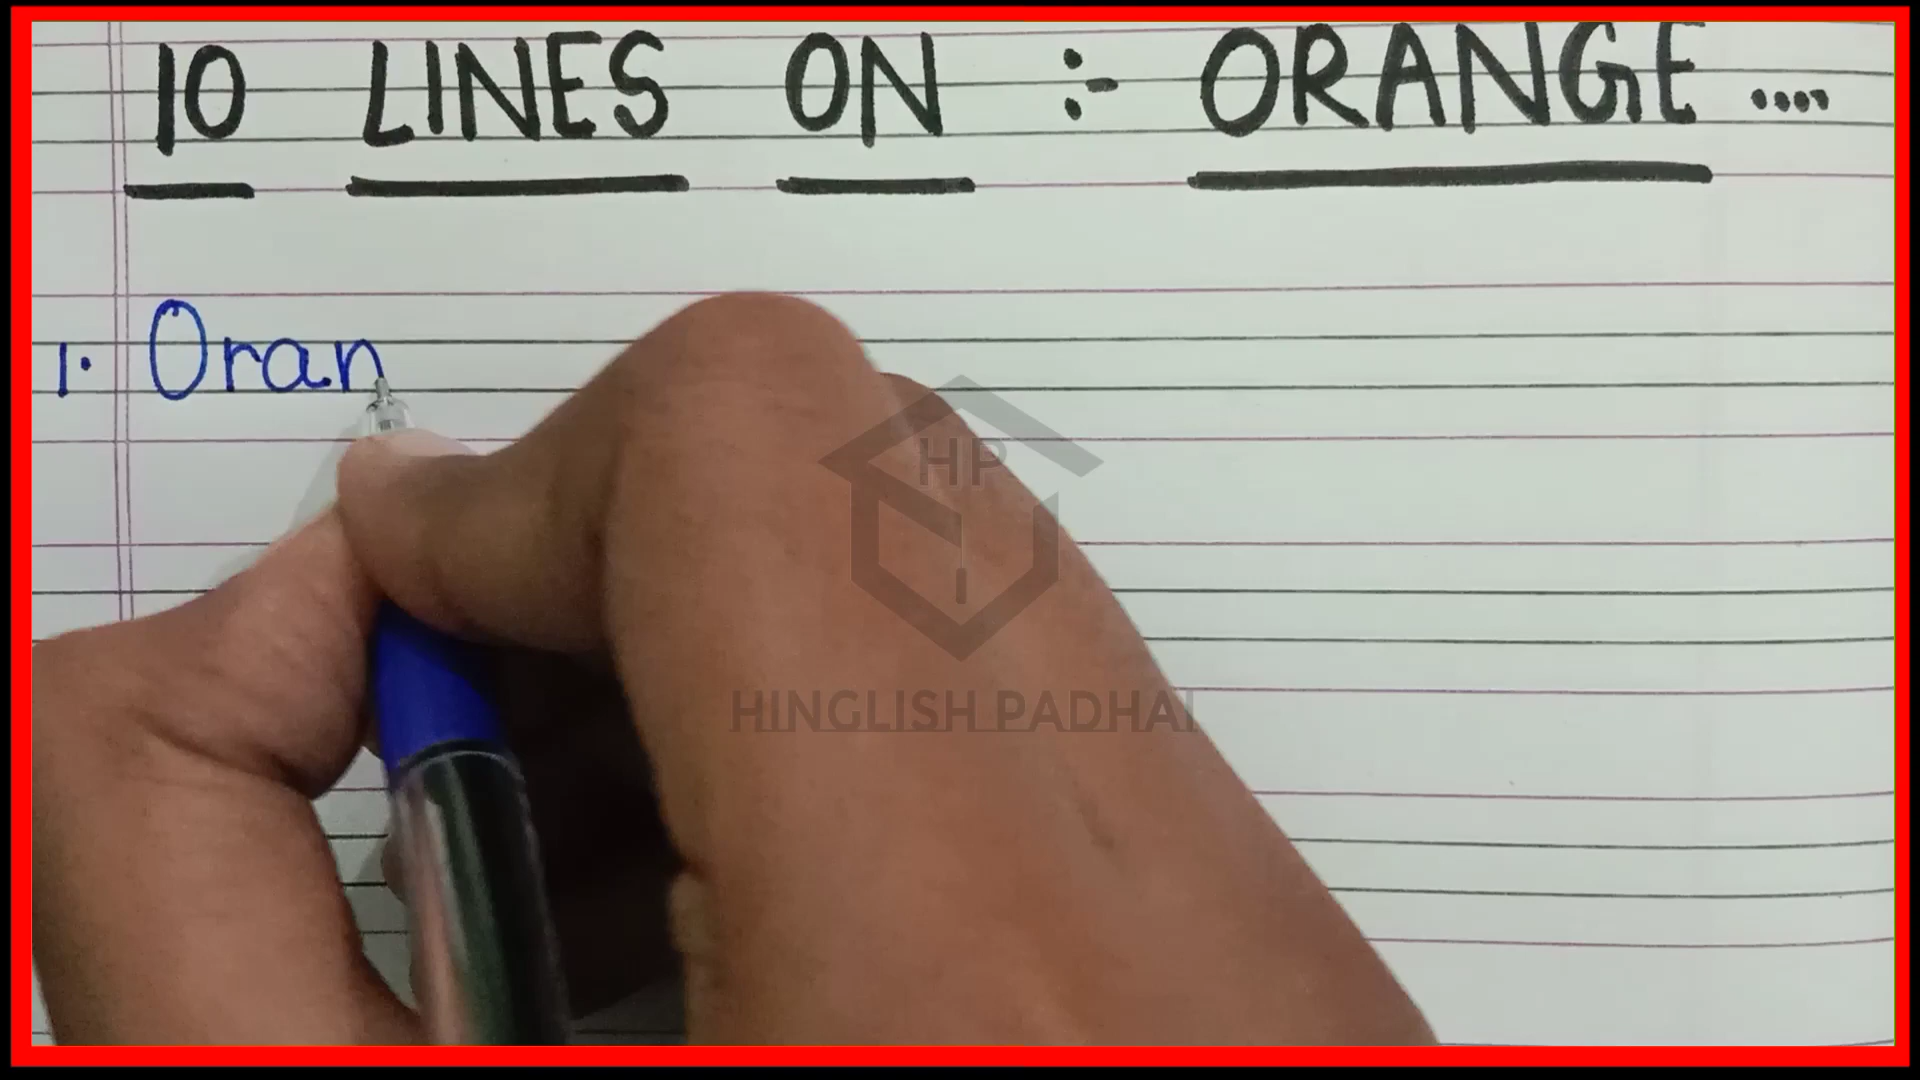 10 LINES ON :- ORANGE ....
1. Oran
HP
HINGLISH PADHAI